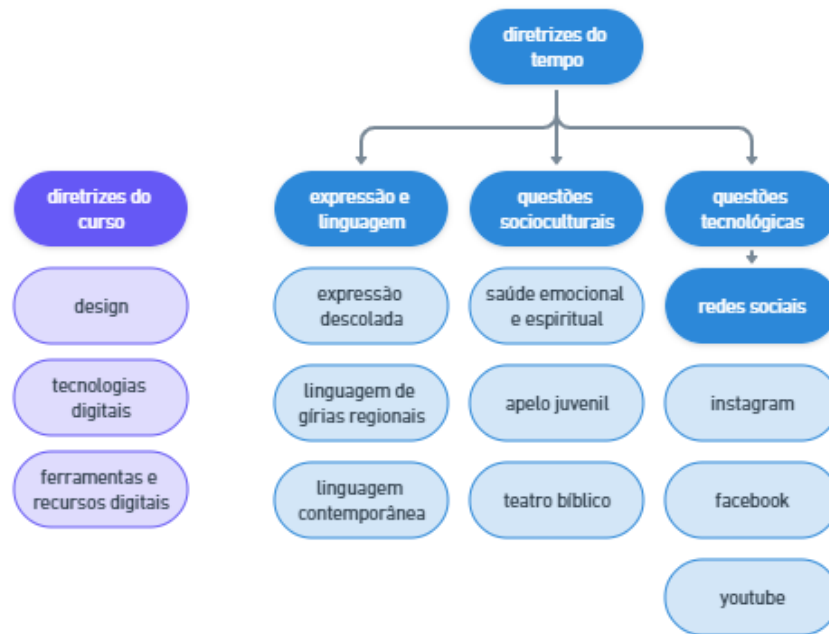 diretrizes do
tempo
diretrizes do
curso
expressão e
linguagem
questões
socioculturais
questões
tecnológicas
design
expressão
descolada
saúde emocional
e espiritual
redes sociais
tecnologias
digitais
linguagem de
gírias regionais
apelo juvenil
instagram
ferramentas e
recursos digitais
linguagem
contemporânea
teatro bíblico
facebook
youtube